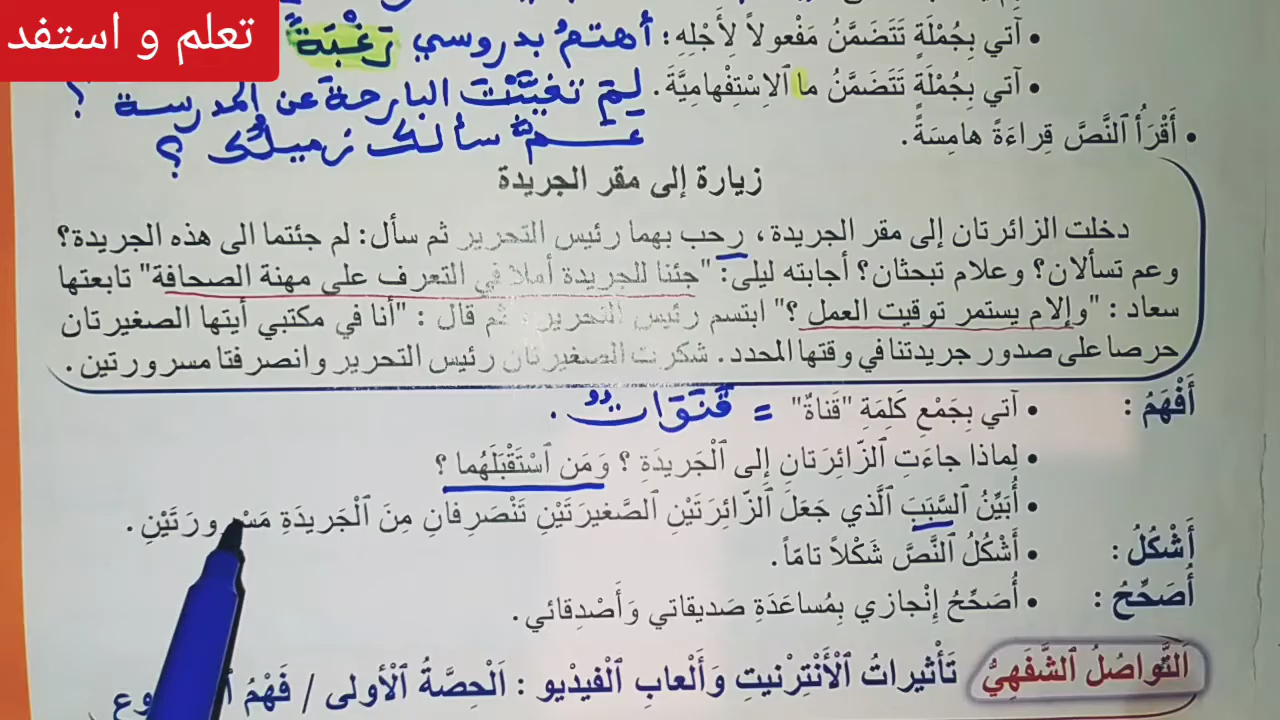 تعلم و استفد
• آتي بِجُمْلَةٍ تَتَضَمَّنُ مَفْعولاً لِأَجْلِهِ: أهتمُ بدروسي رَغْبَةً
• آتي بِجُمْلَةٍ تَتَضَمَّنُ ما ٱلِاسْتِفْهامِيَّةَ. لِمَ تغيَّبْتَ البارحةَ عن المدرسة ؟
عَمَّ سألك زميلُك ؟
• أَقْرَأُ ٱلنَّصَّ قِراءَةً هامِسَةً.
زيارة إلى مقر الجريدة
دخلت الزائرتان إلى مقر الجريدة، رحب بهما رئيس التحرير ثم سأل: لم جئتما الى هذه الجريدة؟
وعم تسألان؟ وعلام تبحثان؟ أجابته ليلى: "جئنا للجريدة أملا في التعرف على مهنة الصحافة" تابعتها
سعاد : "وإلام يستمر توقيت العمل ؟" ابتسم رئيس التحرير، ثم قال : "أنا في مكتبي أيتها الصغيرتان
حرصا على صدور جريدتنا في وقتها المحدد. شكرت الصغيرتان رئيس التحرير وانصرفتا مسرورتين.
أَفْهَمُ : • آتي بِجَمْعِ كَلِمَةِ "قَناةٌ" = قَنَوَاتٌ .
• لِماذا جاءَتِ ٱلزّائِرَتانِ إِلى ٱلْجَريدَةِ ؟ وَمَن ٱسْتَقْبَلَهُما ؟
• أُبَيِّنُ ٱلسَّبَبَ ٱلَّذي جَعَلَ ٱلزّائِرَتَيْنِ ٱلصَّغيرَتَيْنِ تَنْصَرِفانِ مِنَ ٱلْجَريدَةِ مَسْرورَتَيْنِ .
أَشْكُلُ : • أَشْكُلُ ٱلنَّصَّ شَكْلاً تامّاً.
أُصَحِّحُ : • أُصَحِّحُ إِنْجازي بِمُساعَدَةِ صَديقاتي وَأَصْدِقائي.
اَلتَّواصُلُ ٱلشَّفَهِيُّ تَأْثيراتُ ٱلْأَنْتِرْنيتِ وَأَلْعابِ ٱلْفيدْيو : اَلْحِصَّةُ ٱلْأولى / فَهْمُ